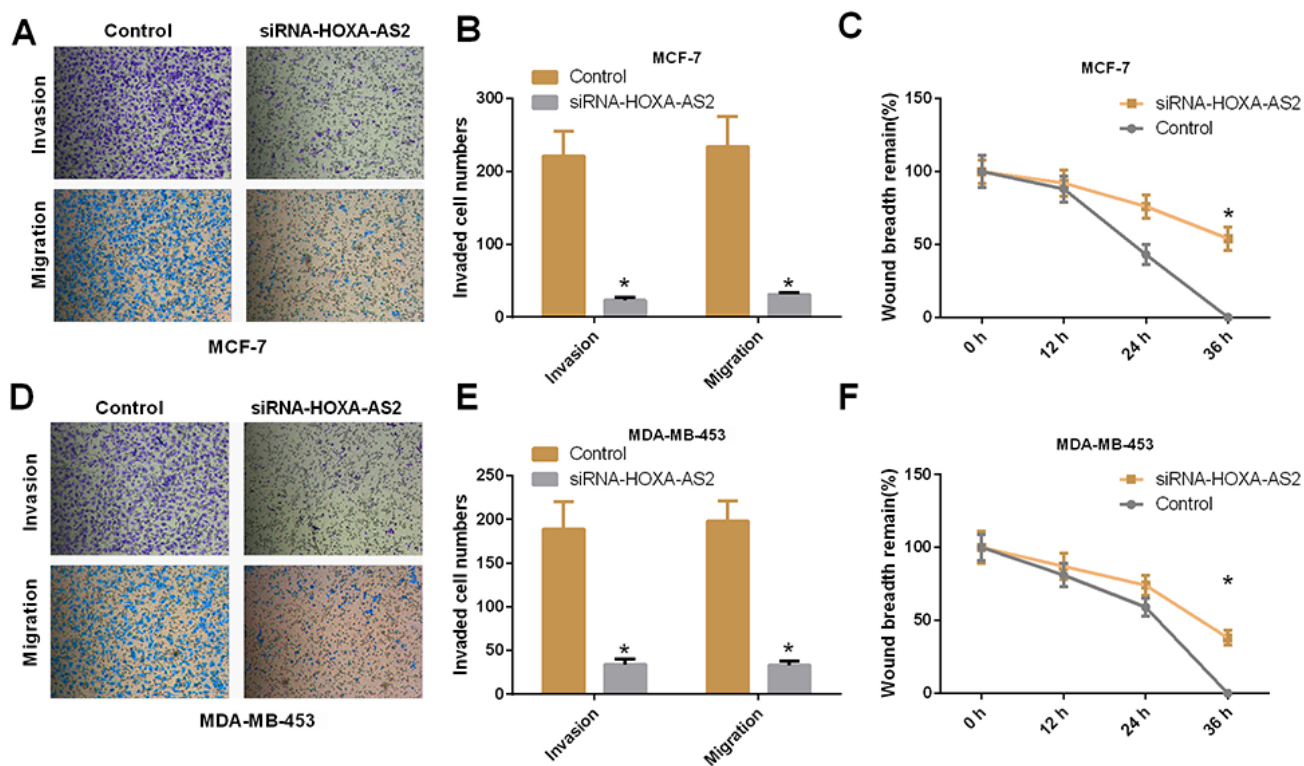 A
Control
siRNA-HOXA-AS2
Invasion
Migration
MCF-7
B
MCF-7
Control
siRNA-HOXA-AS2
Invaded cell numbers
300
200
100
0
*
*
Invasion
Migration
C
MCF-7
siRNA-HOXA-AS2
Control
Wound breadth remain(%)
150
100
50
0
*
0 h
12 h
24 h
36 h
D
Control
siRNA-HOXA-AS2
Invasion
Migration
MDA-MB-453
E
MDA-MB-453
Control
siRNA-HOXA-AS2
Invaded cell numbers
250
200
150
100
50
0
*
*
Invasion
Migration
F
MDA-MB-453
siRNA-HOXA-AS2
Control
Wound breadth remain(%)
150
100
50
0
*
0 h
12 h
24 h
36 h